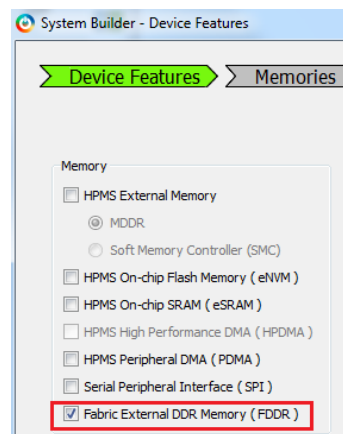 System Builder - Device Features
Device Features
Memories
Memory
HPMS External Memory
MDDR
Soft Memory Controller (SMC)
HPMS On-chip Flash Memory ( eNVM )
HPMS On-chip SRAM ( eSRAM )
HPMS High Performance DMA ( HPDMA )
HPMS Peripheral DMA ( PDMA )
Serial Peripheral Interface ( SPI )
Fabric External DDR Memory ( FDDR )